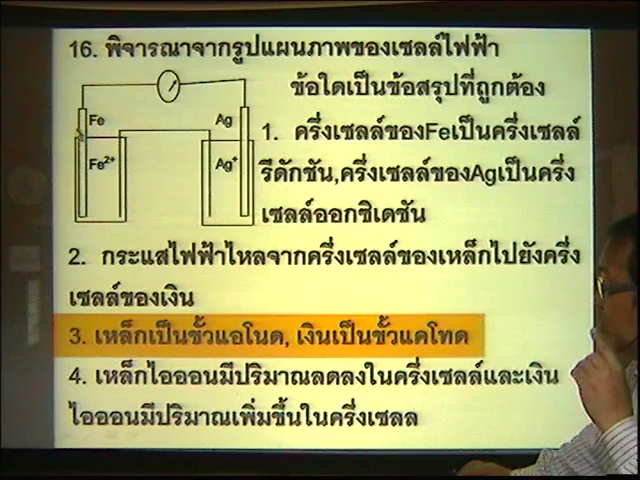 16. พิจารณาจากรูปแผนภาพของเซลล์ไฟฟ้า
ข้อใดเป็นข้อสรุปที่ถูกต้อง
Fe
Ag
Fe²⁺
Ag⁺
1. ครึ่งเซลล์ของFeเป็นครึ่งเซลล์
รีดักชัน,ครึ่งเซลล์ของAgเป็นครึ่ง
เซลล์ออกซิเดชัน
2. กระแสไฟฟ้าไหลจากครึ่งเซลล์ของเหล็กไปยังครึ่ง
เซลล์ของเงิน
3. เหล็กเป็นขั้วแอโนด, เงินเป็นขั้วแคโทด
4. เหล็กไอออนมีปริมาณลดลงในครึ่งเซลล์และเงิน
ไอออนมีปริมาณเพิ่มขึ้นในครึ่งเซลล